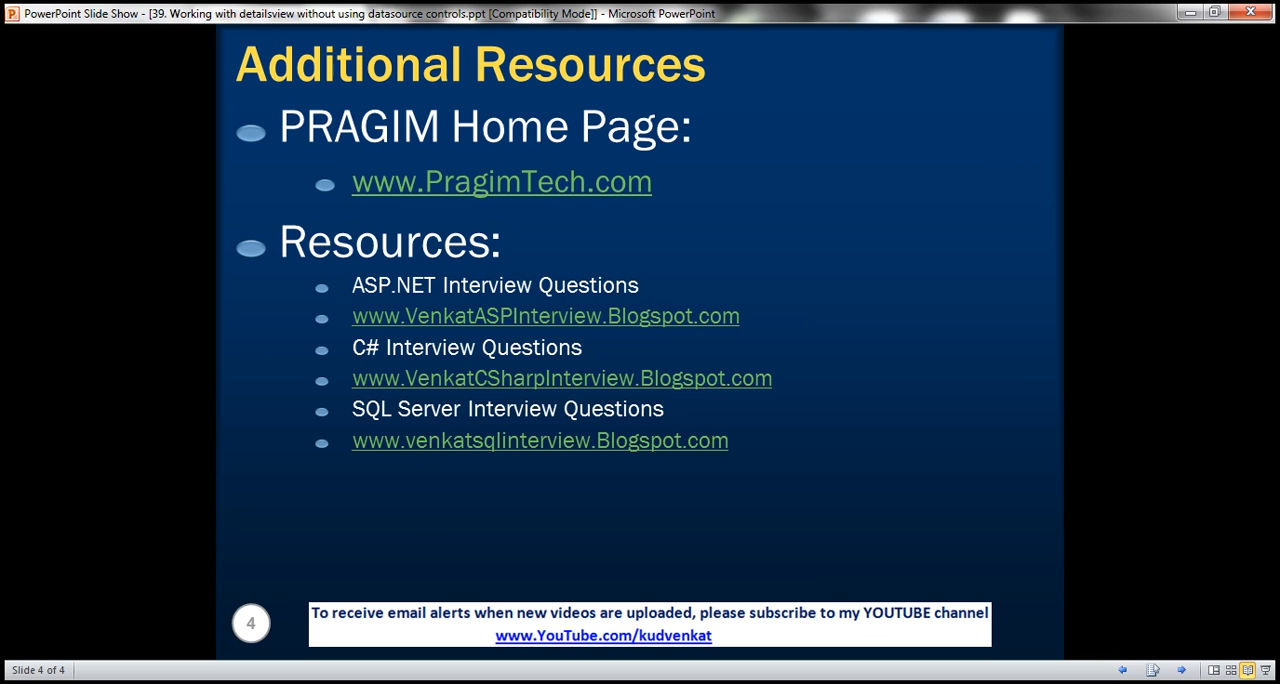 PowerPoint Slide Show - [39. Working with detailsview without using datasource controls.ppt [Compatibility Mode]] - Microsoft PowerPoint
Additional Resources
PRAGIM Home Page:
www.PragimTech.com
Resources:
ASP.NET Interview Questions
www.VenkatASPInterview.Blogspot.com
C# Interview Questions
www.VenkatCSharpInterview.Blogspot.com
SQL Server Interview Questions
www.venkatsqlinterview.Blogspot.com
4
To receive email alerts when new videos are uploaded, please subscribe to my YOUTUBE channel
www.YouTube.com/kudvenkat
Slide 4 of 4